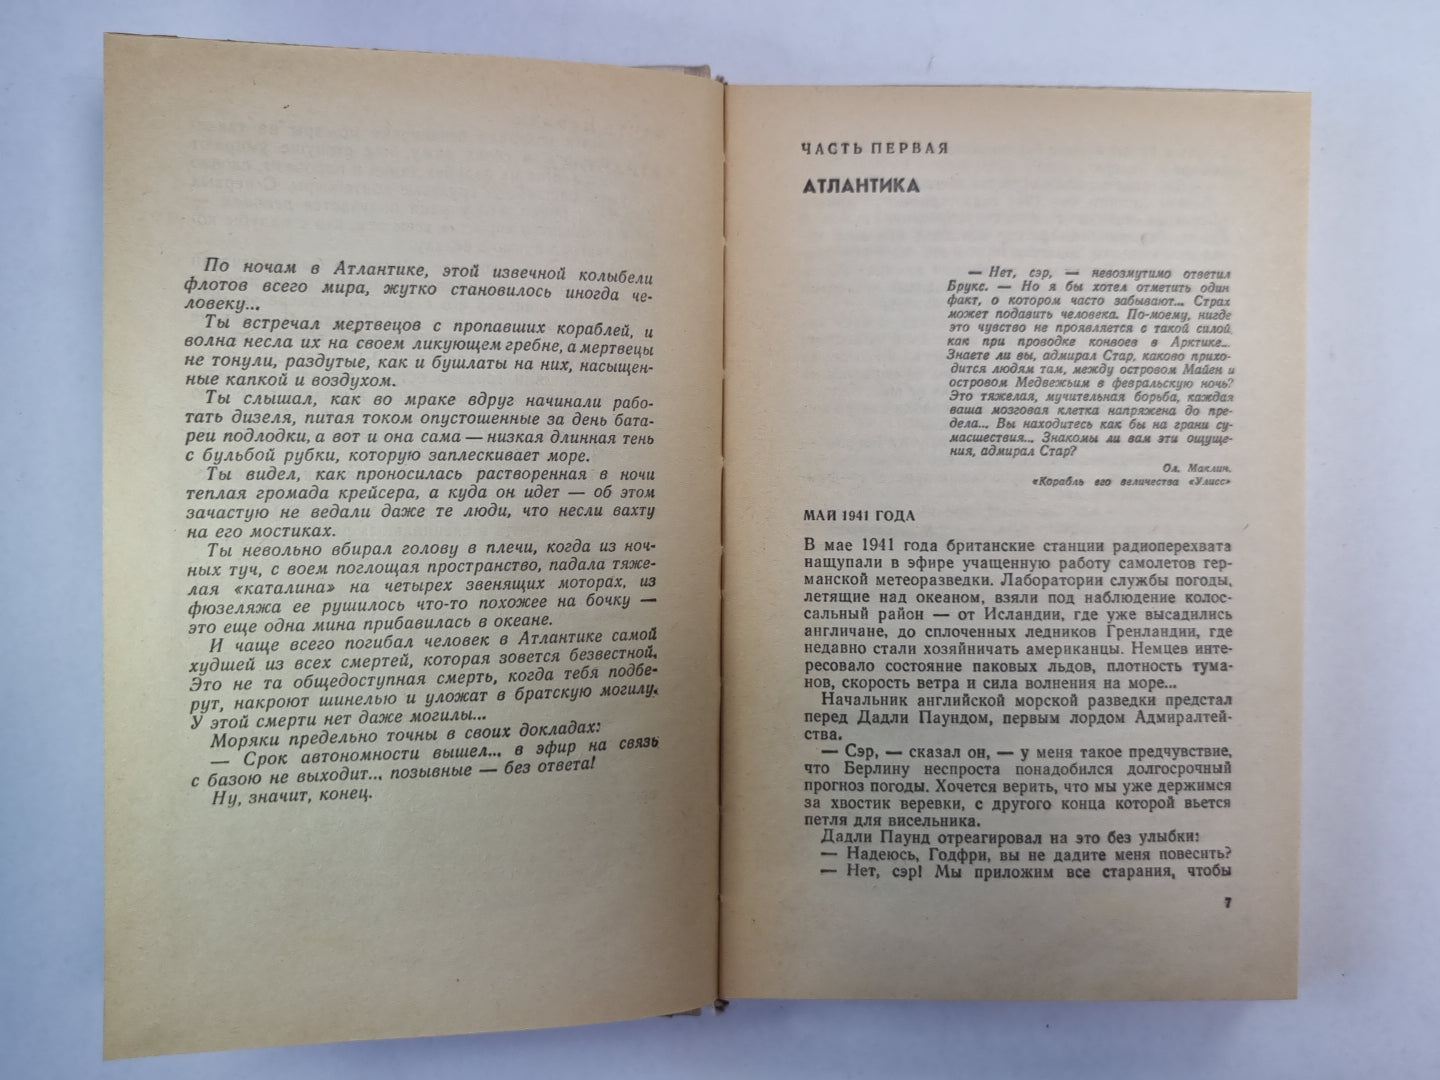 По ночам в Атлантике, этой извечной колыбели
флотов всего мира, жутко становилось иногда че-
ловеку...
Ты встречал мертвецов с пропавших кораблей, и
волна несла их на своем ликующем гребне, а мертвецы
не тонули, раздутые, как и бушлаты на них, насыщен-
ные капкой и воздухом.
Ты слышал, как во мраке вдруг начинали рабо-
тать дизеля, питая током опустошенные за день бата-
реи подлодки, а вот и она сама — низкая длинная тень
с бульбой рубки, которую заплескивает море.
Ты видел, как проносилась растворенная в ночи
теплая громада крейсера, а куда он идет — об этом
зачастую не ведали даже те люди, что несли вахту
на его мостиках.
Ты невольно вбирал голову в плечи, когда из ноч-
ных туч, с воем поглощая пространство, падала тяже-
лая «каталина» на четырех звенящих моторах, из
фюзеляжа ее рушилось что-то похожее на бочку —
это еще одна мина прибавилась в океане.
И чаще всего погибал человек в Атлантике самой
худшей из всех смертей, которая зовется безвестной.
Это не та общедоступная смерть, когда тебя подбе-
рут, накроют шинелью и уложат в братскую могилу.
У этой смерти нет даже могилы...
Моряки предельно точны в своих докладах:
— Срок автономности вышел... в эфир на связь
с базою не выходит... позывные — без ответа!
Ну, значит, конец.
ЧАСТЬ ПЕРВАЯ
АТЛАНТИКА
— Нет, сэр, — невозмутимо ответил
Брукс. — Но я бы хотел отметить один
факт, о котором часто забывают... Страх
может подавить человека. По-моему, нигде
это чувство не проявляется с такой силой,
как при проводке конвоев в Арктике...
Знаете ли вы, адмирал Стар, каково прихо-
дится людям там, между островом Майен и
островом Медвежьим в февральскую ночь?
Это тяжелая, мучительная борьба, каждая
ваша мозговая клетка напряжена до пре-
дела... Вы находитесь как бы на грани су-
масшествия... Знакомы ли вам эти ощуще-
ния, адмирал Стар?
Ол. Маклин.
«Корабль его величества «Улисс»
МАЙ 1941 ГОДА
В мае 1941 года британские станции радиоперехвата
нащупали в эфире учащенную работу самолетов гер-
манской метеоразведки. Лаборатории службы погоды,
летящие над океаном, взяли под наблюдение колос-
сальный район — от Исландии, где уже высадились
англичане, до сплоченных ледников Гренландии, где
недавно стали хозяйничать американцы. Немцев инте-
ресовало состояние паковых льдов, плотность тума-
нов, скорость ветра и сила волнения на море...
Начальник английской морской разведки предстал
перед Дадли Паундом, первым лордом Адмиралтей-
ства.
— Сэр, — сказал он, — у меня такое предчувствие,
что Берлину неспроста понадобился долгосрочный
прогноз погоды. Хочется верить, что мы уже держимся
за хвостик веревки, с другого конца которой вьется
петля для висельника.
Дадли Паунд отреагировал на это без улыбки:
— Надеюсь, Годфри, вы не дадите меня повесить?
— Нет, сэр! Мы приложим все старания, чтобы
7